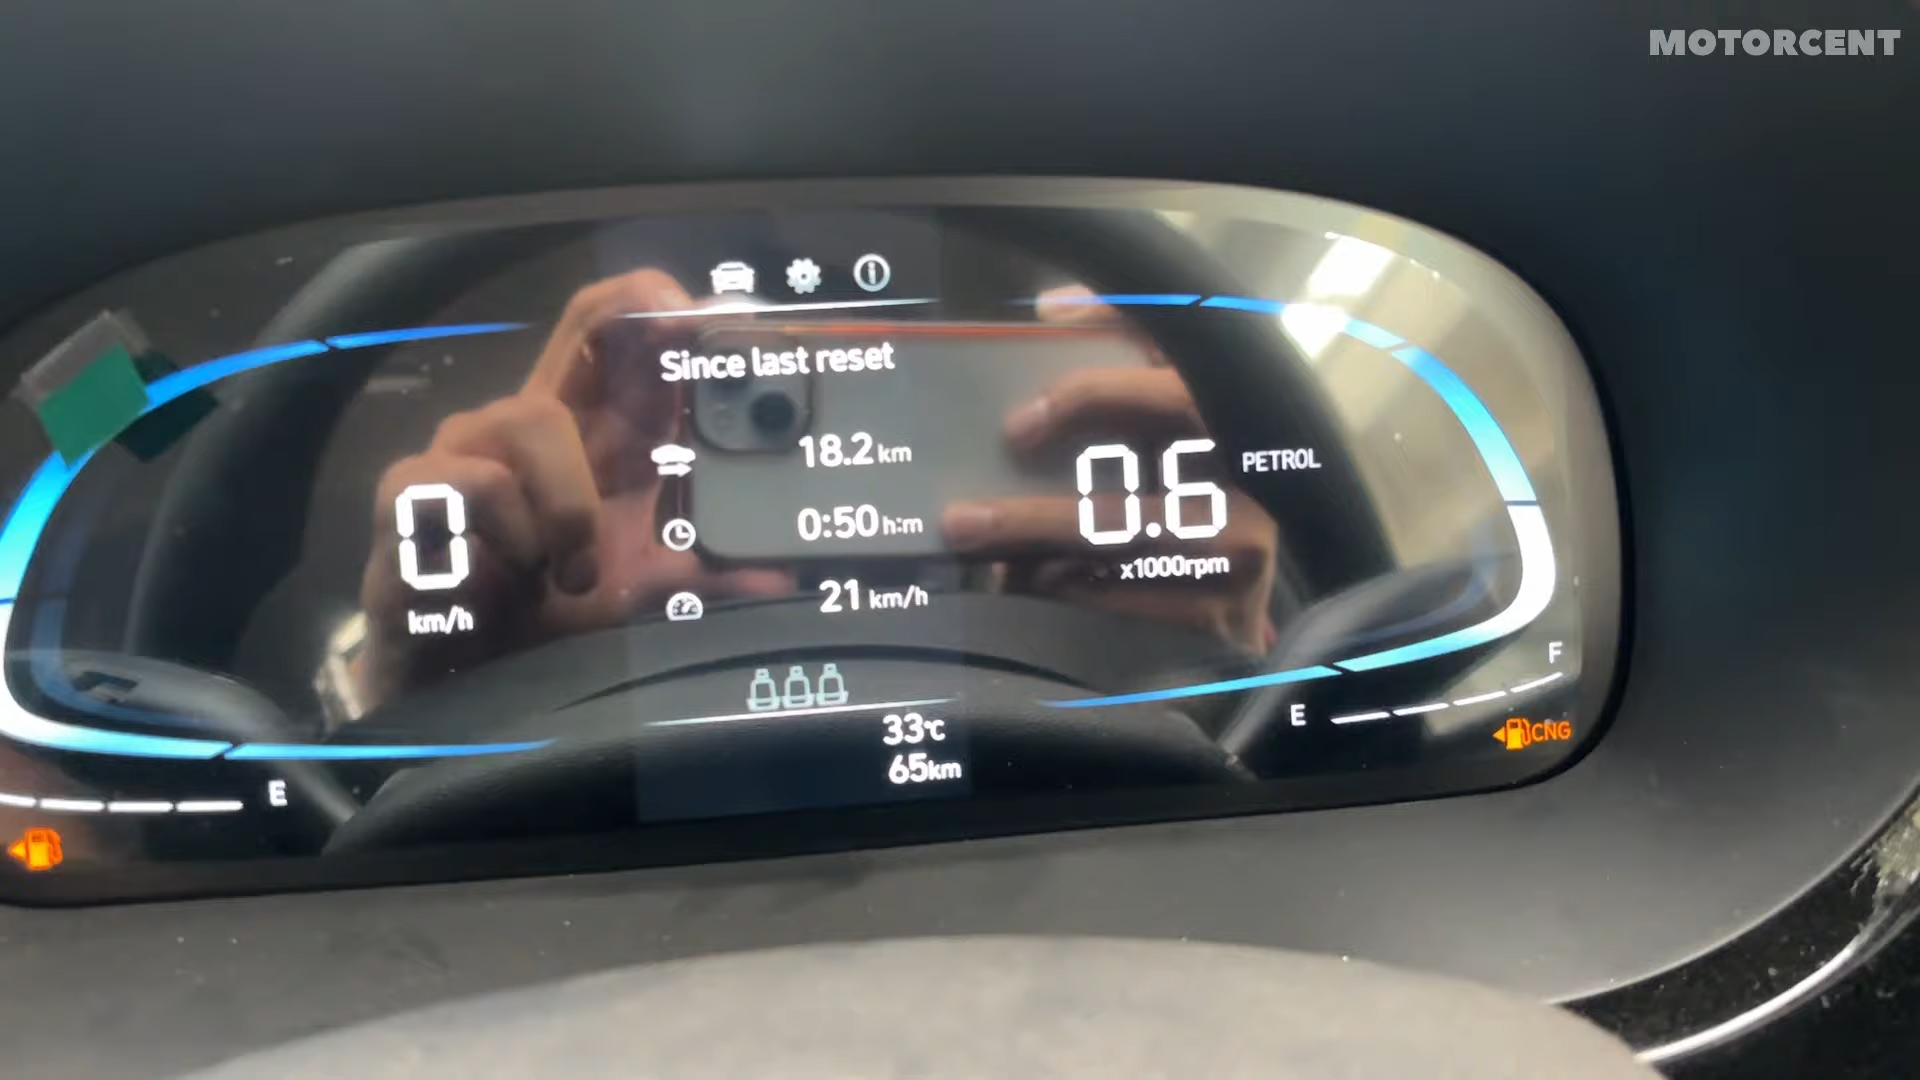 MOTORCENT
Since last reset
18.2 km
0:50 h:m
21 km/h
0
km/h
0.6
PETROL
x1000rpm
33°C
65km
E
E
F
CNG